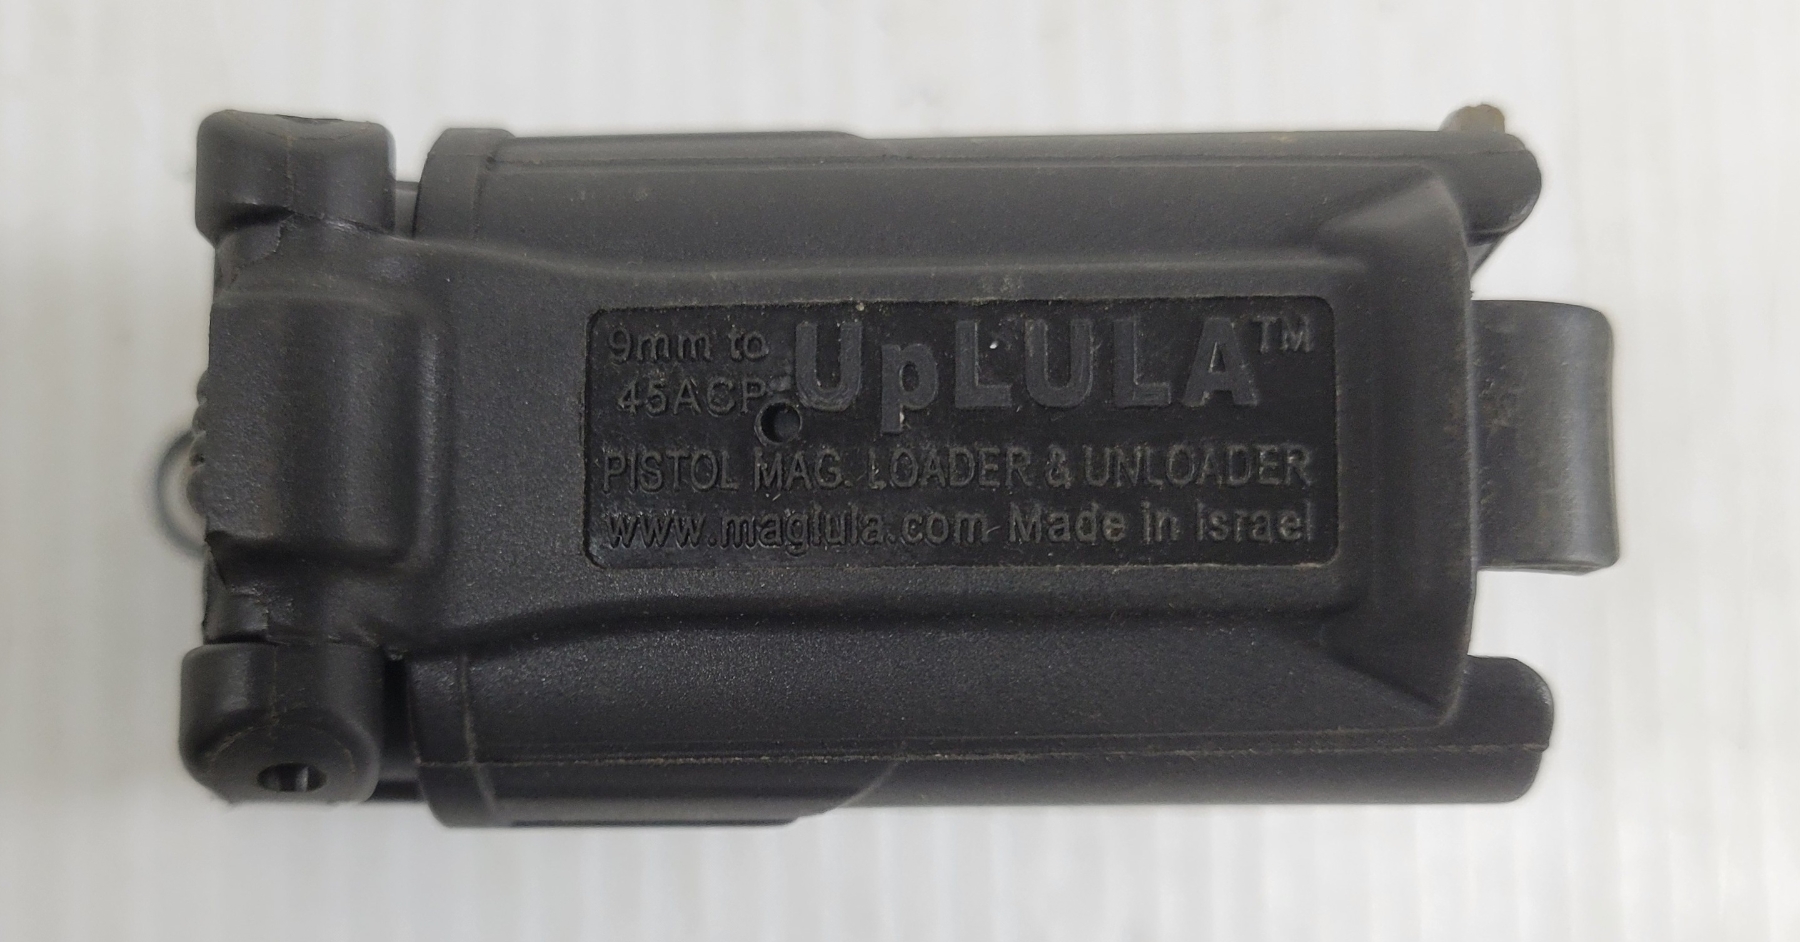 9mm to
45ACP UpLULA™
PISTOL MAG. LOADER & UNLOADER
www.maglula.com Made in Israel